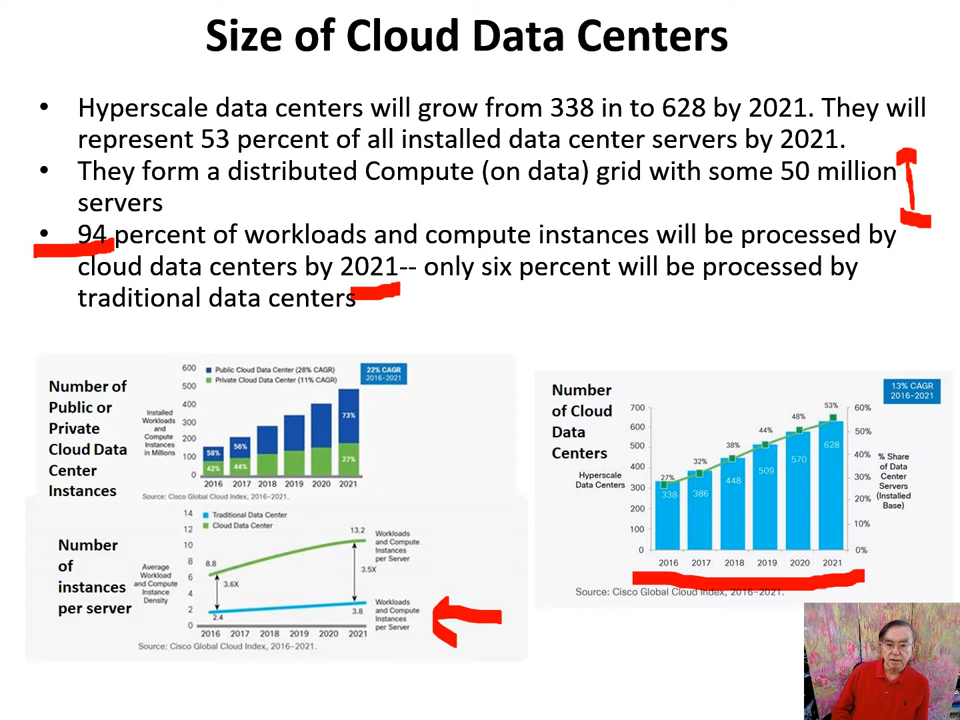 Size of Cloud Data Centers
• Hyperscale data centers will grow from 338 in to 628 by 2021. They will
represent 53 percent of all installed data center servers by 2021.
• They form a distributed Compute (on data) grid with some 50 million
servers
• 94 percent of workloads and compute instances will be processed by
cloud data centers by 2021-- only six percent will be processed by
traditional data centers
Number of
Public or
Private
Cloud Data
Center
Instances
Installed
Workloads
and
Compute
Instances
in Millions
600
500
400
300
200
100
0
Public Cloud Data Center (28% CAGR)
Private Cloud Data Center (11% CAGR)
22% CAGR
2016–2021
58%
42%
56%
44%
73%
27%
2016 2017 2018 2019 2020 2021
Source: Cisco Global Cloud Index, 2016–2021.
Number
of
instances
per server
Average
Workload
and Compute
Instance
Density
14
12
10
8
6
4
2
0
Traditional Data Center
Cloud Data Center
8.8
3.6X
2.4
13.2
3.5X
3.8
Workloads
and Compute
Instances
per Server
Workloads
and Compute
Instances
per Server
2016 2017 2018 2019 2020 2021
Source: Cisco Global Cloud Index, 2016–2021.
Number
of Cloud
Data
Centers
Hyperscale
Data Centers
13% CAGR
2016–2021
700
600
500
400
300
200
100
0
27% 32% 38% 44% 48% 53%
338 386 448 509 570 628
60%
50%
40%
30%
20%
10%
0%
% Share
of Data
Center
Servers
(Installed
Base)
2016 2017 2018 2019 2020 2021
Source: Cisco Global Cloud Index, 2016–2021.